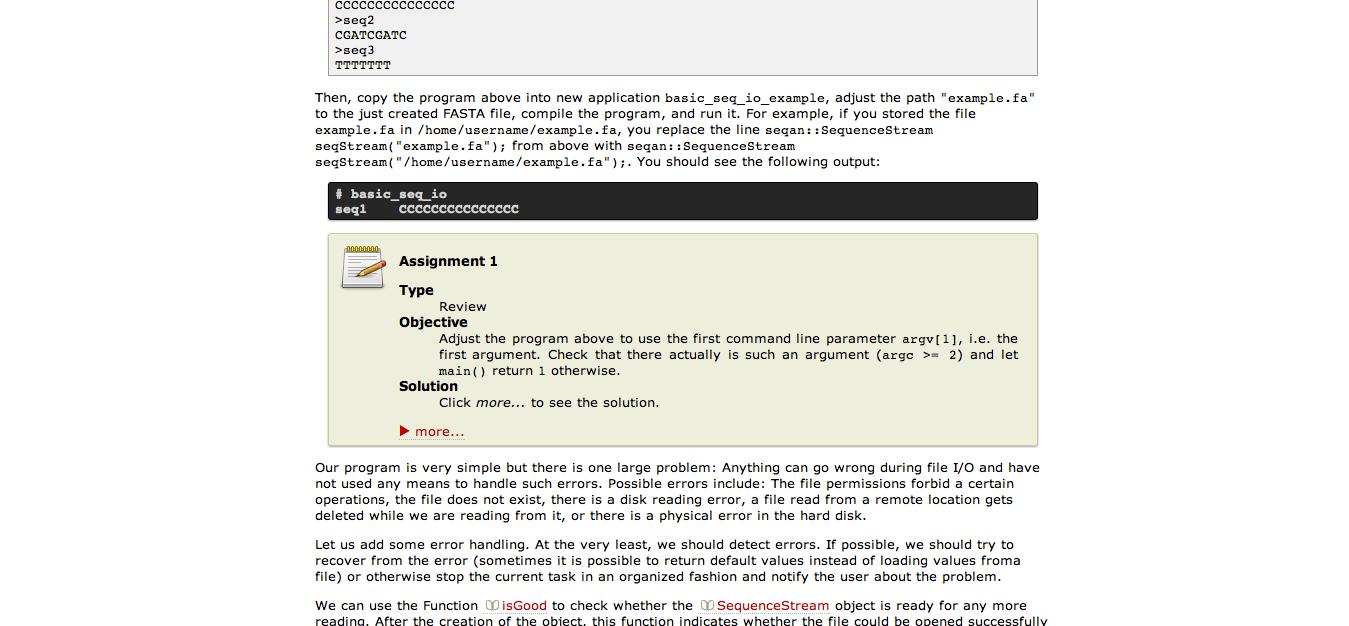 CCCCCCCCCCCCCCC
>seq2
CGATCGATC
>seq3
TTTTTTT
Then, copy the program above into new application basic_seq_io_example, adjust the path "example.fa"
to the just created FASTA file, compile the program, and run it. For example, if you stored the file
example.fa in /home/username/example.fa, you replace the line seqan::SequenceStream
seqStream("example.fa"); from above with seqan::SequenceStream
seqStream("/home/username/example.fa");. You should see the following output:
# basic_seq_io
seq1    CCCCCCCCCCCCCCC
Assignment 1
Type
Review
Objective
Adjust the program above to use the first command line parameter argv[1], i.e. the
first argument. Check that there actually is such an argument (argc >= 2) and let
main() return 1 otherwise.
Solution
Click more... to see the solution.
more...
Our program is very simple but there is one large problem: Anything can go wrong during file I/O and have
not used any means to handle such errors. Possible errors include: The file permissions forbid a certain
operations, the file does not exist, there is a disk reading error, a file read from a remote location gets
deleted while we are reading from it, or there is a physical error in the hard disk.
Let us add some error handling. At the very least, we should detect errors. If possible, we should try to
recover from the error (sometimes it is possible to return default values instead of loading values froma
file) or otherwise stop the current task in an organized fashion and notify the user about the problem.
We can use the Function isGood to check whether the SequenceStream object is ready for any more
reading. After the creation of the object, this function indicates whether the file could be opened successfully